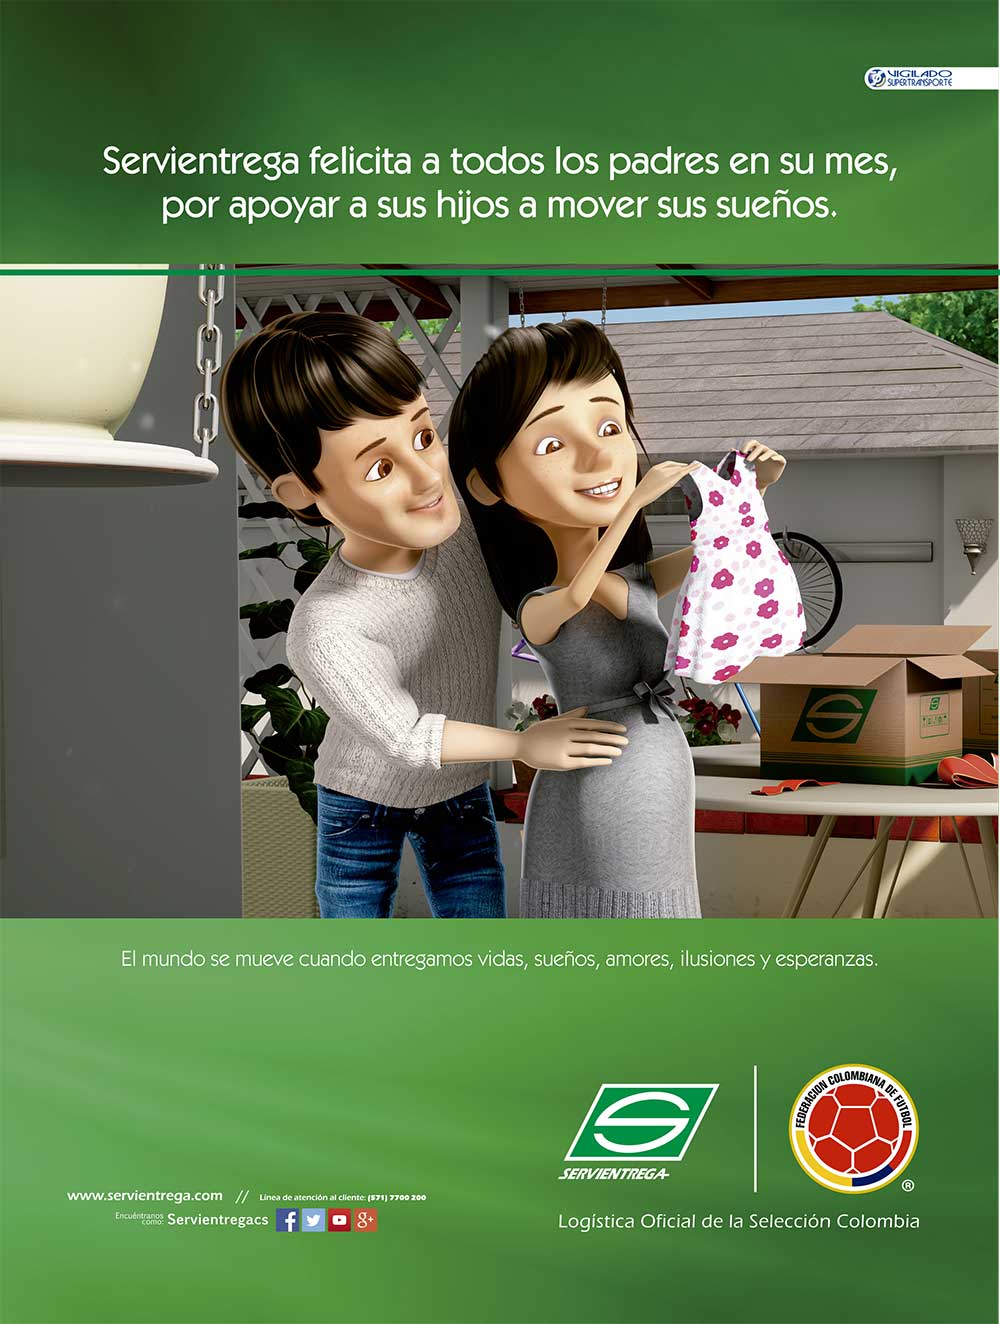 VIGILADO
SUPERTRANSPORTE
Servientrega felicita a todos los padres en su mes,
por apoyar a sus hijos a mover sus sueños.
El mundo se mueve cuando entregamos vidas, sueños, amores, ilusiones y esperanzas.
SERVIENTREGA
FEDERACION COLOMBIANA DE FUTBOL
®
Logística Oficial de la Selección Colombia
www.servientrega.com // Línea de atención al cliente: (571) 7700 200
Encuéntranos
como: Servientregacs f g+